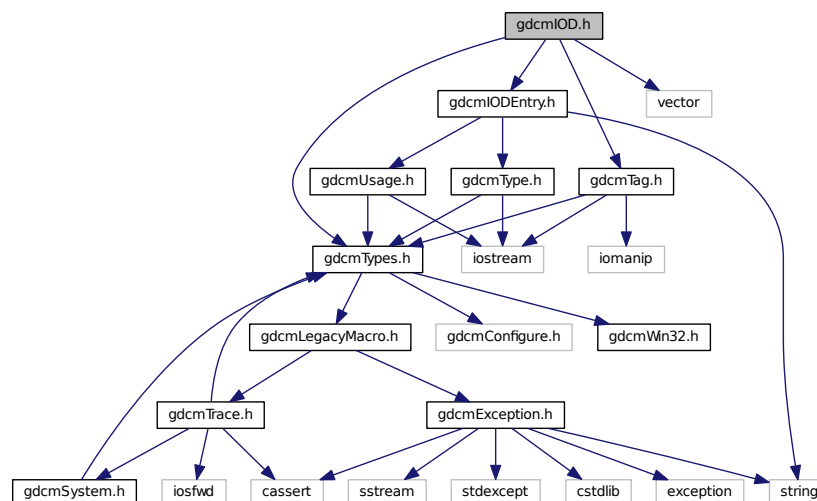 gdcmIOD.h
gdcmIODEntry.h
vector
gdcmUsage.h
gdcmType.h
gdcmTag.h
gdcmTypes.h
iostream
iomanip
gdcmLegacyMacro.h
gdcmConfigure.h
gdcmWin32.h
gdcmTrace.h
gdcmException.h
gdcmSystem.h
iosfwd
cassert
sstream
stdexcept
cstdlib
exception
string